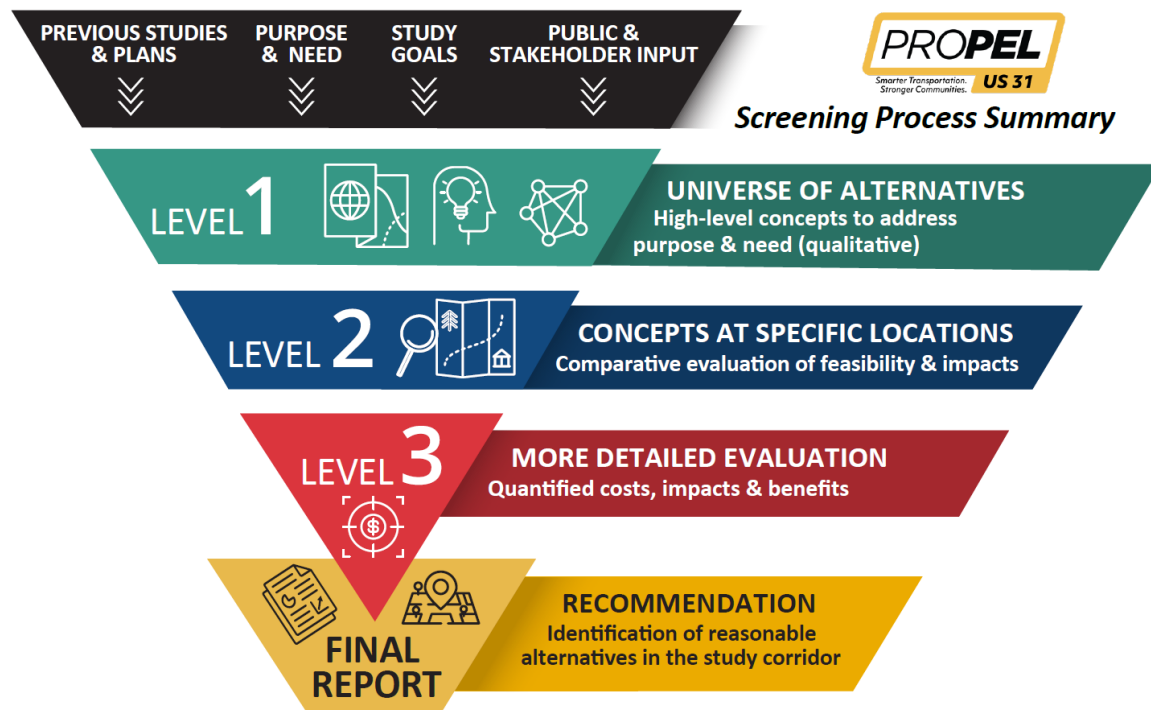 PREVIOUS STUDIES
& PLANS
PURPOSE
& NEED
STUDY
GOALS
PUBLIC &
STAKEHOLDER INPUT
PROPEL
Smarter Transportation.
Stronger Communities.
US 31
Screening Process Summary
LEVEL 1
UNIVERSE OF ALTERNATIVES
High-level concepts to address
purpose & need (qualitative)
LEVEL 2
CONCEPTS AT SPECIFIC LOCATIONS
Comparative evaluation of feasibility & impacts
LEVEL 3
$
MORE DETAILED EVALUATION
Quantified costs, impacts & benefits
FINAL
REPORT
RECOMMENDATION
Identification of reasonable
alternatives in the study corridor